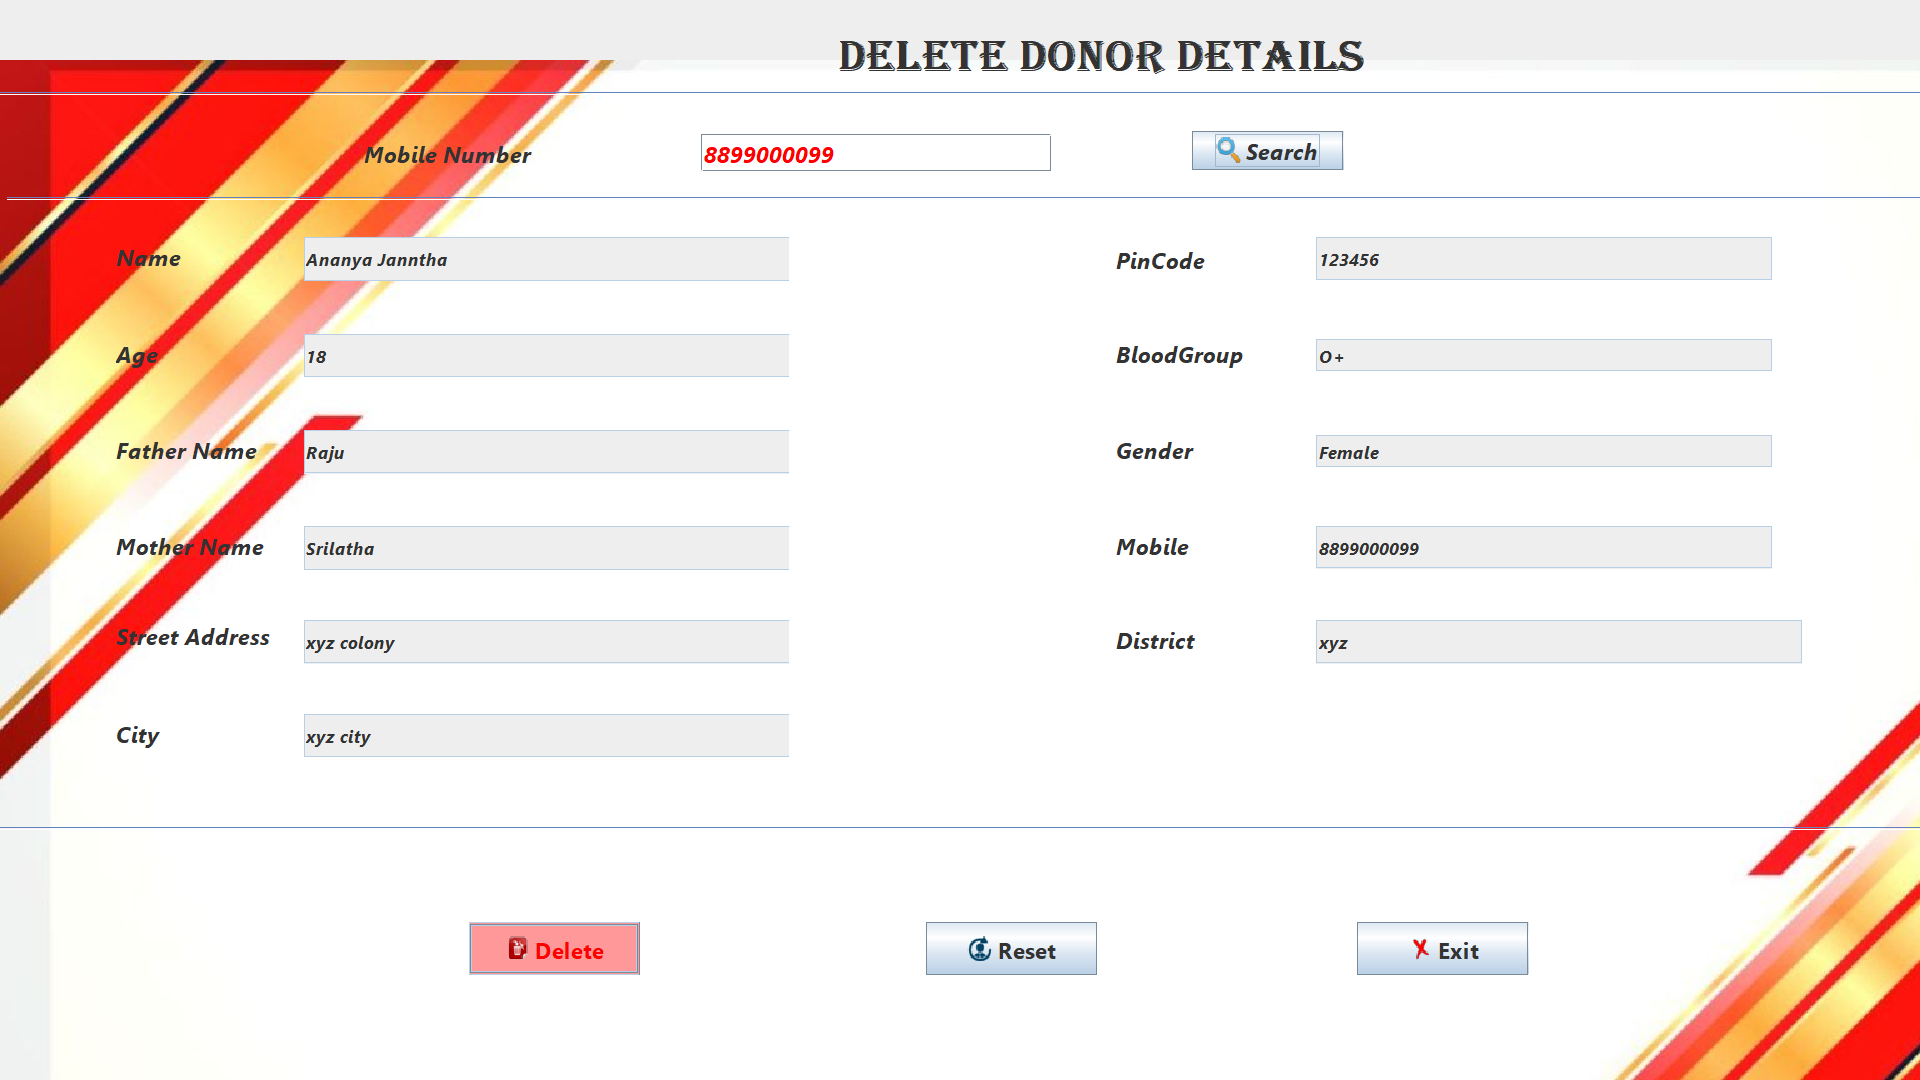 DELETE DONOR DETAILS
Mobile Number 8899000099 Search
Name Ananya Janntha PinCode 123456
Age 18 BloodGroup O+
Father Name Raju Gender Female
Mother Name Srilatha Mobile 8899000099
Street Address xyz colony District xyz
City xyz city
Delete Reset Exit